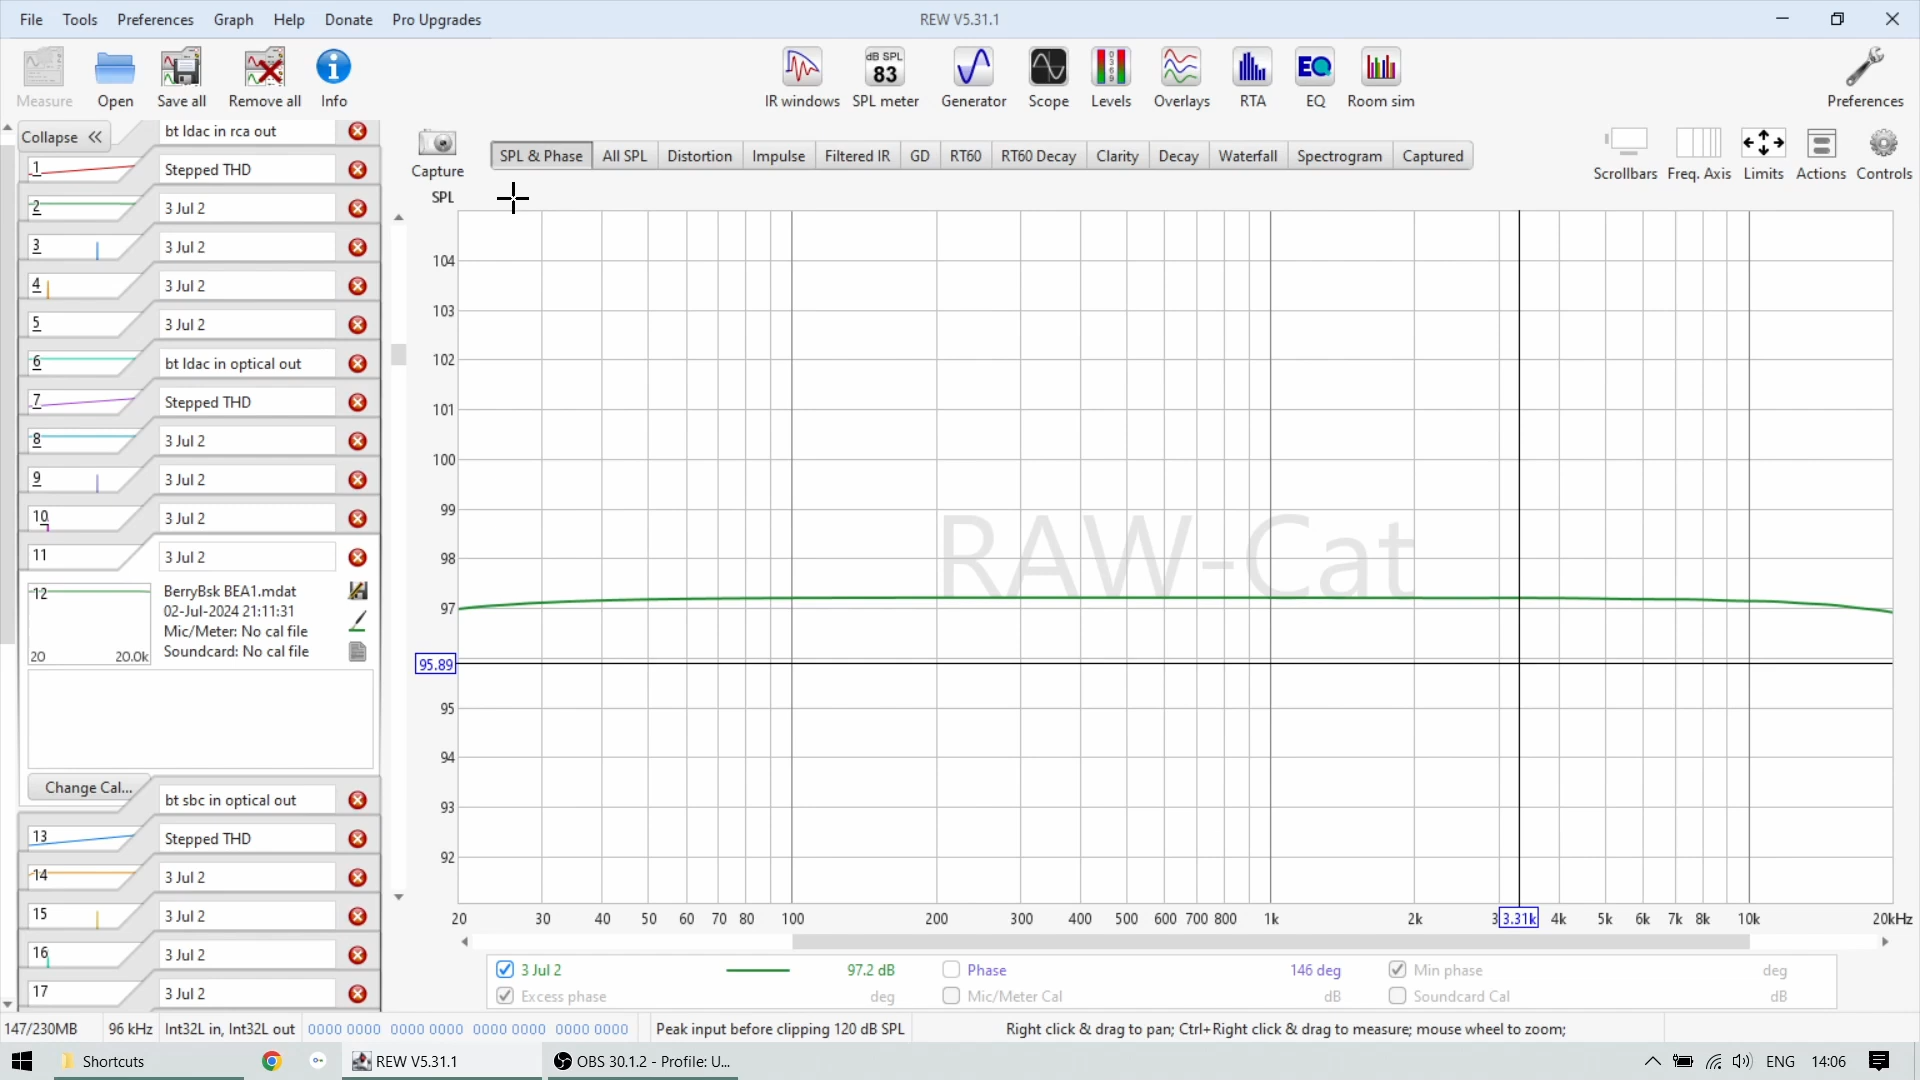 File Tools Preferences Graph Help Donate Pro Upgrades
REW V5.31.1
Measure Open Save all Remove all Info
dB SPL
83
0 3 6 9
EQ
IR windows SPL meter Generator Scope Levels Overlays RTA EQ Room sim
Preferences
Collapse
bt ldac in rca out
1 Stepped THD
2 3 Jul 2
3 3 Jul 2
4 3 Jul 2
5 3 Jul 2
6 bt ldac in optical out
7 Stepped THD
8 3 Jul 2
9 3 Jul 2
10 3 Jul 2
11 3 Jul 2
12
20 20.0k
BerryBsk BEA1.mdat
02-Jul-2024 21:11:31
Mic/Meter: No cal file
Soundcard: No cal file
Change Cal...
bt sbc in optical out
13 Stepped THD
14 3 Jul 2
15 3 Jul 2
16 3 Jul 2
17 3 Jul 2
Capture
SPL & Phase All SPL Distortion Impulse Filtered IR GD RT60 RT60 Decay Clarity Decay Waterfall Spectrogram Captured
Scrollbars Freq. Axis Limits Actions Controls
SPL
104
103
102
101
100
99
98
97
95.89
95
94
93
92
RAW-Cat
20 30 40 50 60 70 80 100 200 300 400 500 600 700 800 1k 2k 3 3.31k 4k 5k 6k 7k 8k 10k 20kHz
3 Jul 2 97.2 dB Phase 146 deg Min phase deg
Excess phase deg Mic/Meter Cal dB Soundcard Cal dB
147/230MB 96 kHz Int32L in, Int32L out 0000 0000 0000 0000 0000 0000 0000 0000 Peak input before clipping 120 dB SPL Right click & drag to pan; Ctrl+Right click & drag to measure; mouse wheel to zoom;
Shortcuts REW V5.31.1 OBS 30.1.2 - Profile: U... ENG 14:06